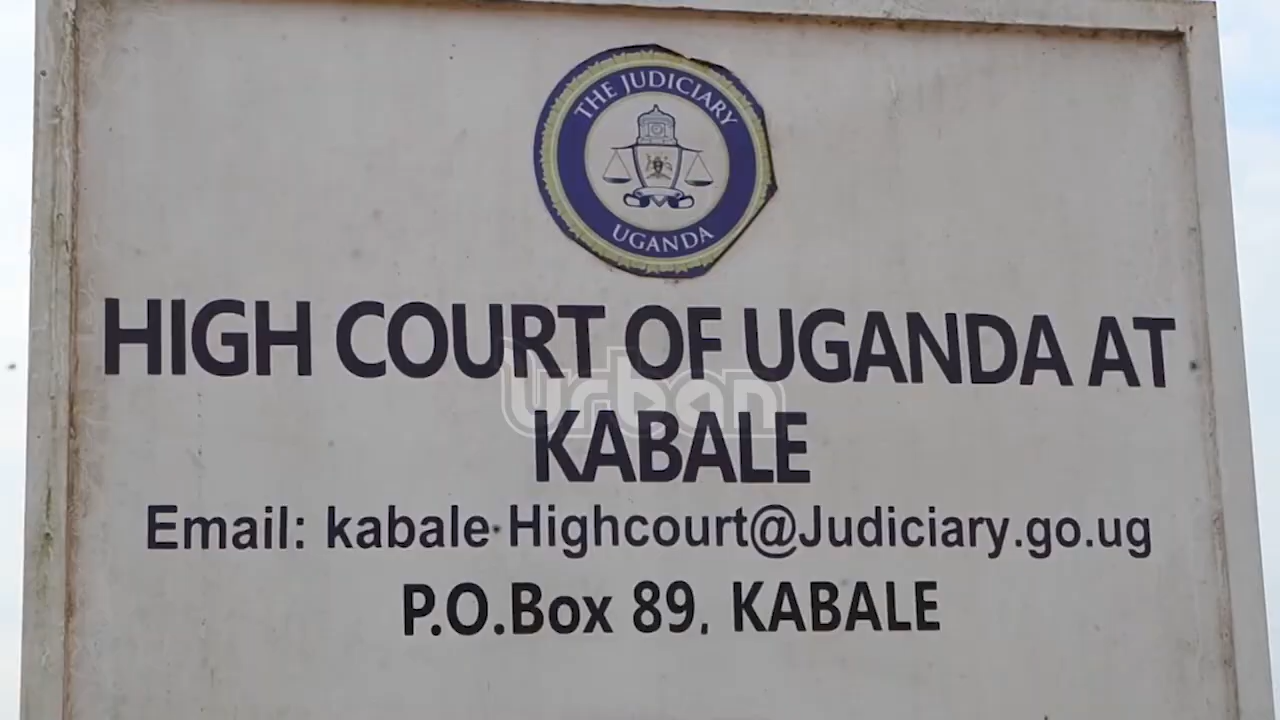 THE JUDICIARY
UGANDA
HIGH COURT OF UGANDA AT
KABALE
urban
Email: kabale.Highcourt@Judiciary.go.ug
P.O.Box 89, KABALE